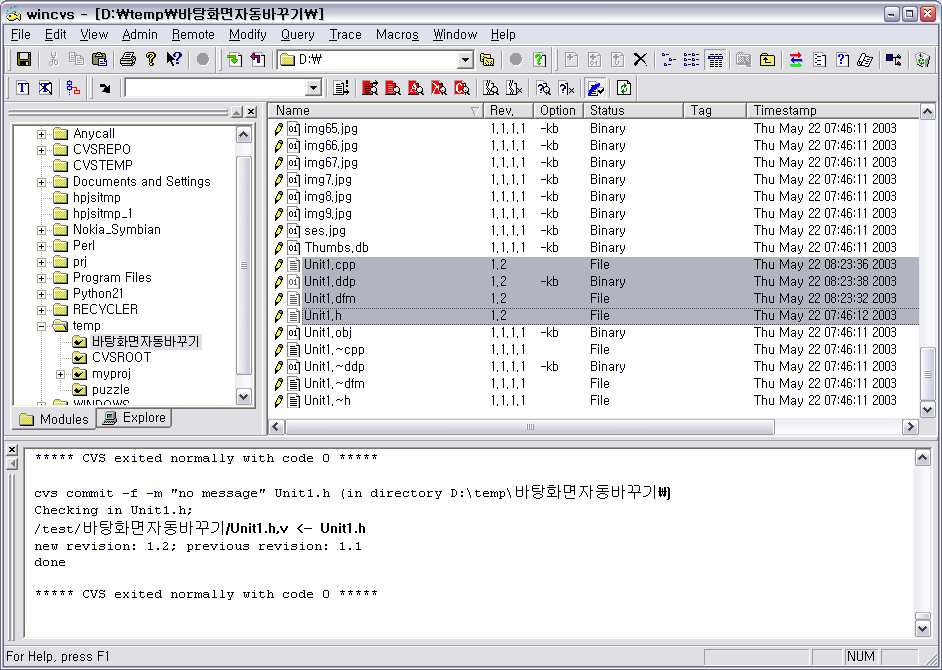 wincvs - [D:₩temp₩바탕화면자동바꾸기₩]
File Edit View Admin Remote Modify Query Trace Macros Window Help
D:₩
Anycall
CVSREPO
CVSTEMP
Documents and Settings
hpjsitmp
hpjsitmp_1
Nokia_Symbian
Perl
prj
Program Files
Python21
RECYCLER
temp
바탕화면자동바꾸기
CVSROOT
myproj
puzzle
WINDOWS
Modules Explore
Name Rev. Option Status Tag Timestamp
img65.jpg 1.1.1.1 -kb Binary Thu May 22 07:46:11 2003
img66.jpg 1.1.1.1 -kb Binary Thu May 22 07:46:11 2003
img67.jpg 1.1.1.1 -kb Binary Thu May 22 07:46:11 2003
img7.jpg 1.1.1.1 -kb Binary Thu May 22 07:46:11 2003
img8.jpg 1.1.1.1 -kb Binary Thu May 22 07:46:11 2003
img9.jpg 1.1.1.1 -kb Binary Thu May 22 07:46:11 2003
ses.jpg 1.1.1.1 -kb Binary Thu May 22 07:46:11 2003
Thumbs.db 1.1.1.1 -kb Binary Thu May 22 07:46:11 2003
Unit1.cpp 1.2 File Thu May 22 08:23:36 2003
Unit1.ddp 1.2 -kb Binary Thu May 22 08:23:38 2003
Unit1.dfm 1.2 File Thu May 22 08:23:32 2003
Unit1.h 1.2 File Thu May 22 07:46:12 2003
Unit1.obj 1.1.1.1 -kb Binary Thu May 22 07:46:11 2003
Unit1.~cpp 1.1.1.1 File Thu May 22 07:46:11 2003
Unit1.~ddp 1.1.1.1 -kb Binary Thu May 22 07:46:11 2003
Unit1.~dfm 1.1.1.1 File Thu May 22 07:46:11 2003
Unit1.~h 1.1.1.1 File Thu May 22 07:46:11 2003
***** CVS exited normally with code 0 *****
cvs commit -f -m "no message" Unit1.h (in directory D:\temp\바탕화면자동바꾸기₩)
Checking in Unit1.h;
/test/바탕화면자동바꾸기/Unit1.h,v <- Unit1.h
new revision: 1.2; previous revision: 1.1
done
***** CVS exited normally with code 0 *****
For Help, press F1 NUM